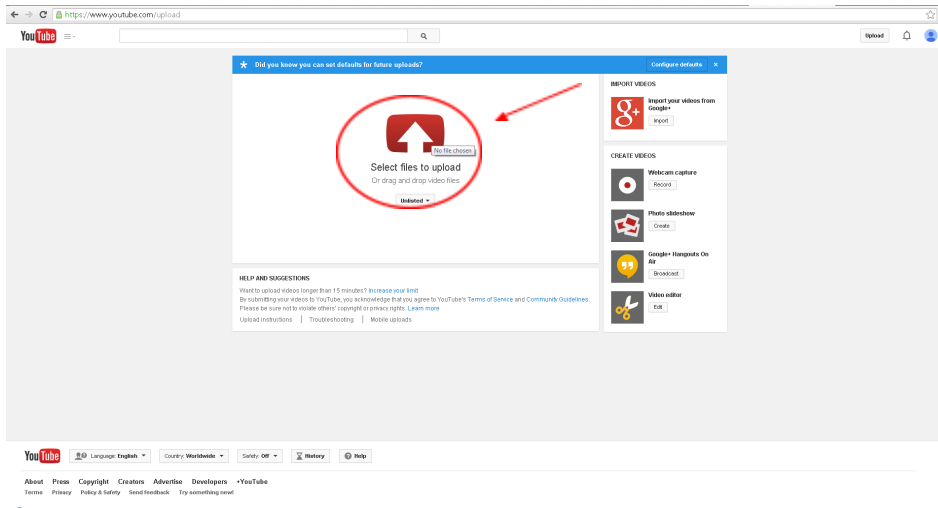 https://www.youtube.com/upload
YouTube
Upload
Did you know you can set defaults for future uploads?
Configure defaults ×
No file chosen
Select files to upload
Or drag and drop video files
Unlisted
IMPORT VIDEOS
Import your videos from
Google+
Import
CREATE VIDEOS
Webcam capture
Record
Photo slideshow
Create
Google+ Hangouts On
Air
Broadcast
Video editor
Edit
HELP AND SUGGESTIONS
Want to upload videos longer than 15 minutes? Increase your limit
By submitting your videos to YouTube, you acknowledge that you agree to YouTube's Terms of Service and Community Guidelines.
Please be sure not to violate others' copyright or privacy rights. Learn more
Upload instructions | Troubleshooting | Mobile uploads
YouTube
Language: English
Country: Worldwide
Safety: Off
History
Help
About Press Copyright Creators Advertise Developers +YouTube
Terms Privacy Policy & Safety Send feedback Try something new!